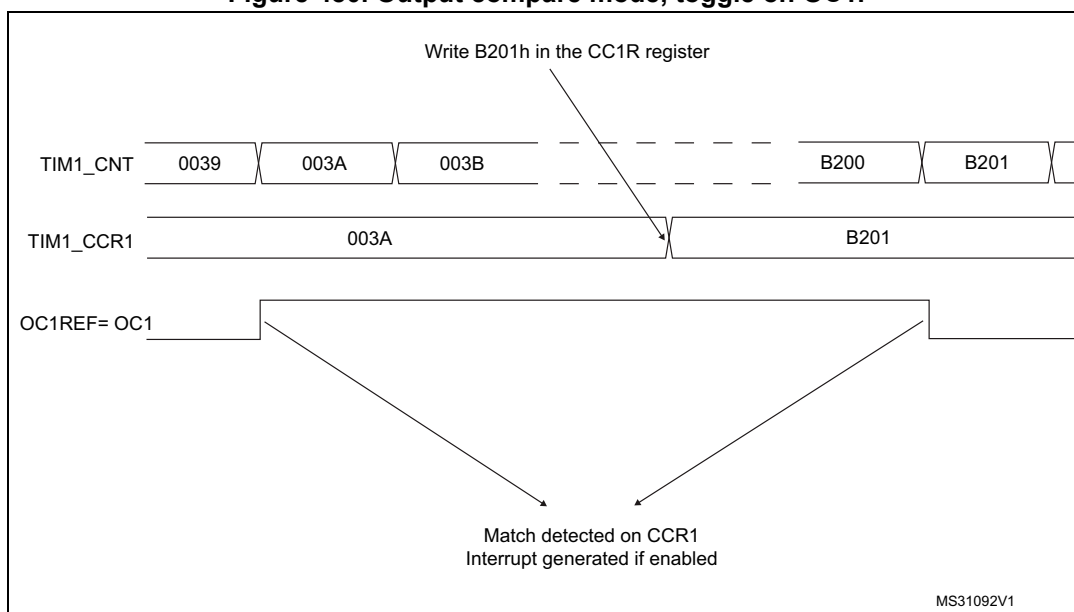 Write B201h in the CC1R register
TIM1_CNT 0039 003A 003B B200 B201
TIM1_CCR1 003A B201
OC1REF= OC1
Match detected on CCR1
Interrupt generated if enabled
MS31092V1